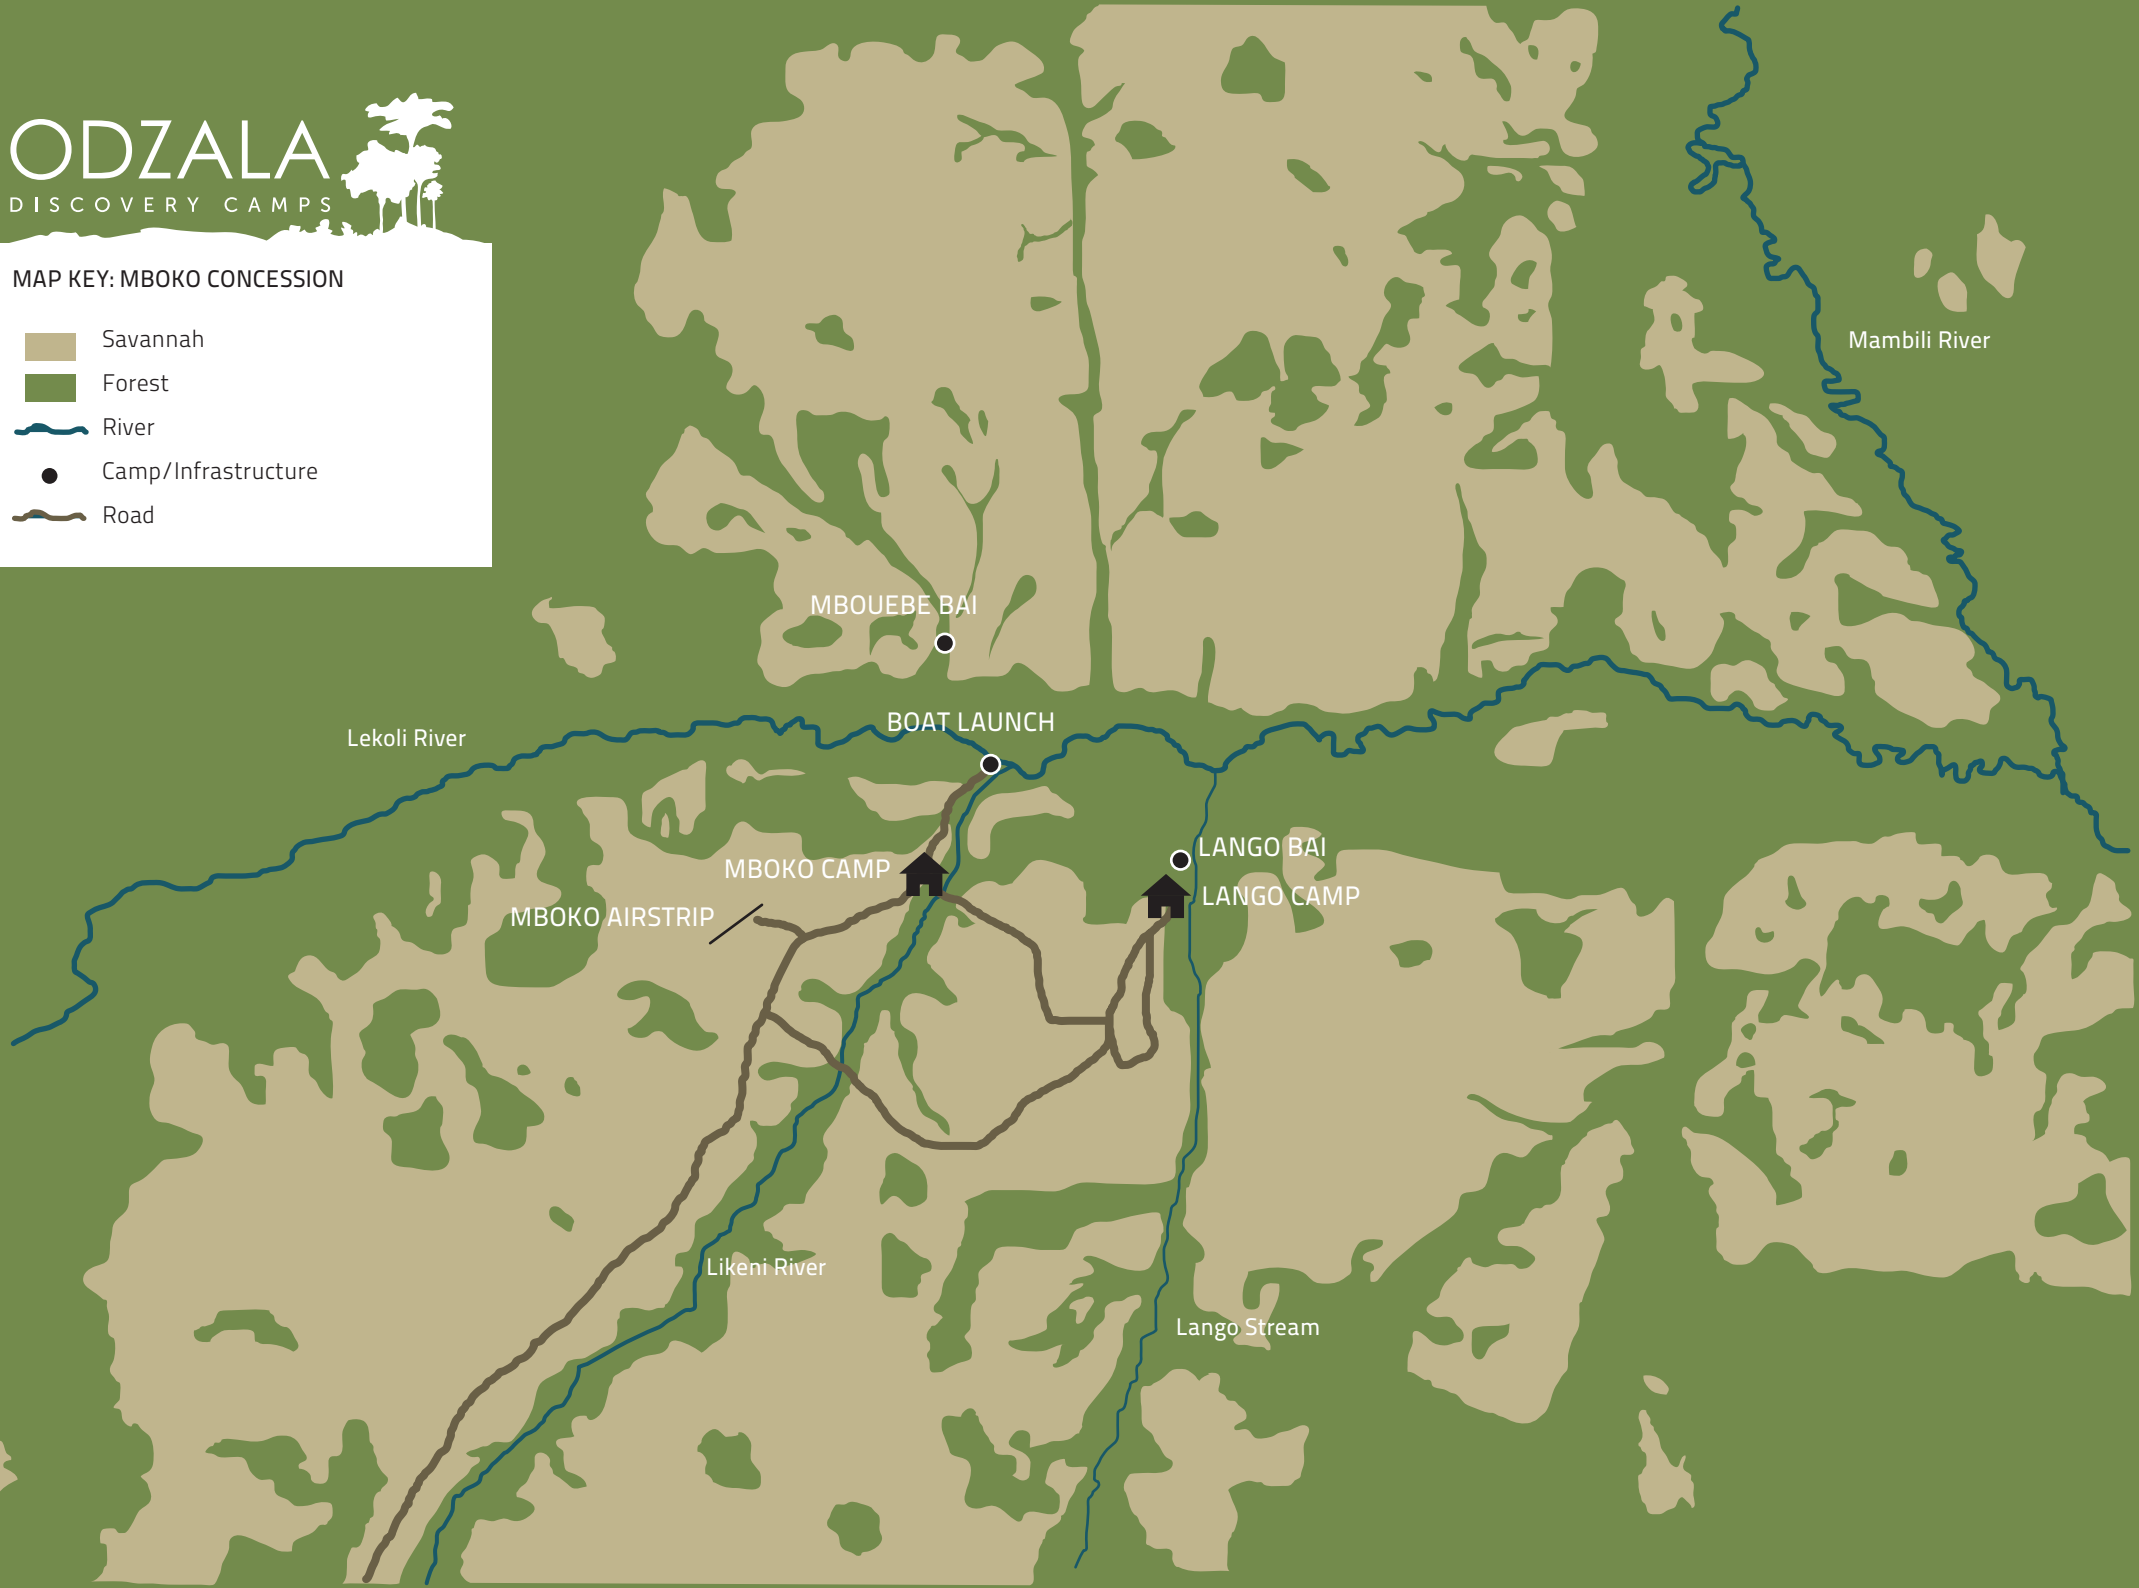 ODZALA
DISCOVERY CAMPS
MAP KEY: MBOKO CONCESSION
Savannah
Forest
River
Camp/Infrastructure
Road
Mambili River
MBOUEBE BAI
BOAT LAUNCH
Lekoli River
LANGO BAI
MBOKO CAMP
LANGO CAMP
MBOKO AIRSTRIP
Likeni River
Lango Stream